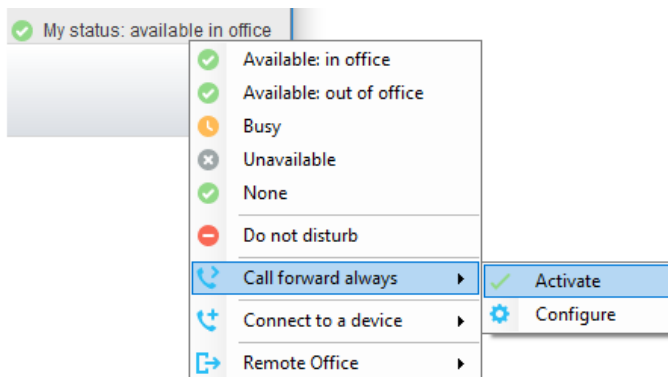 My status: available in office
Available: in office
Available: out of office
Busy
Unavailable
None
Do not disturb
Call forward always
Activate
Configure
Connect to a device
Remote Office